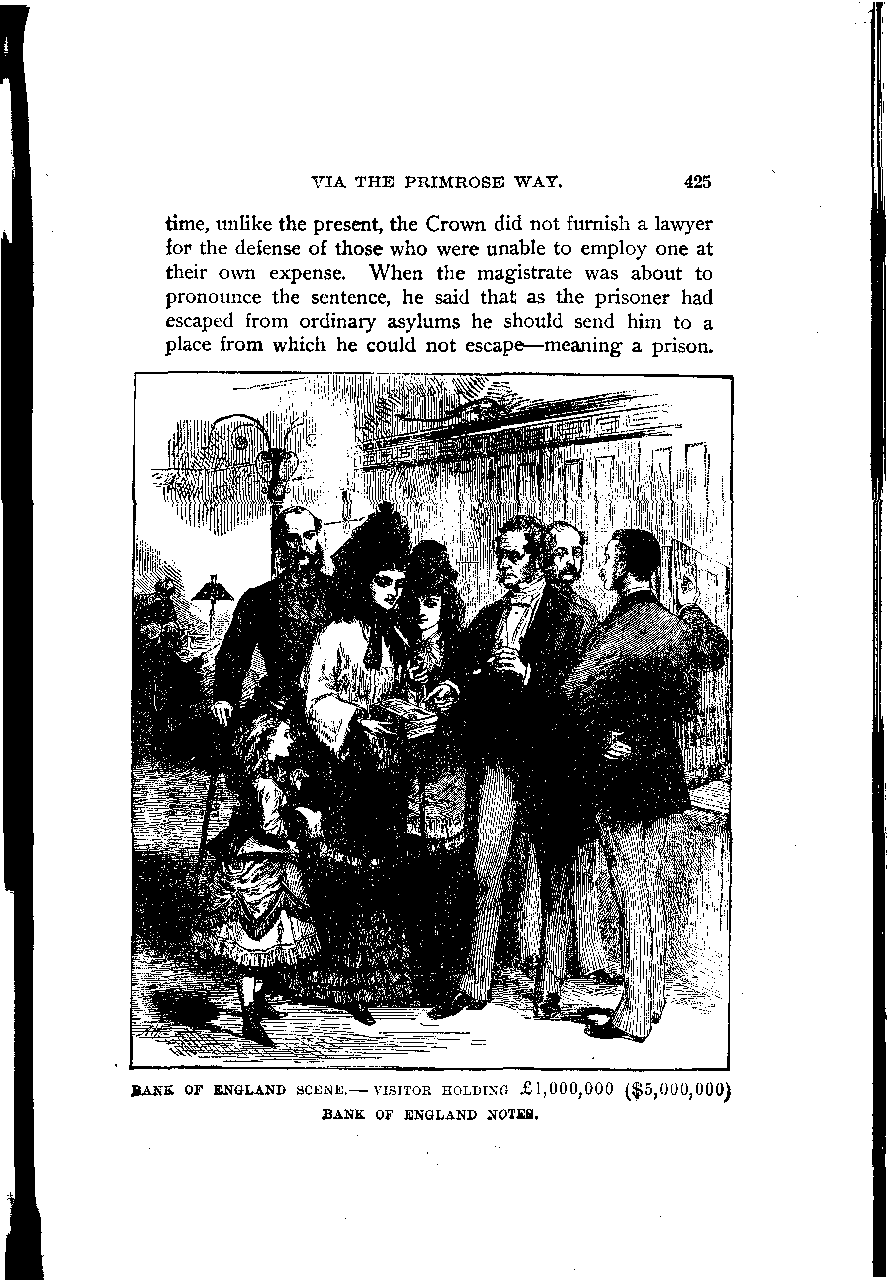 VIA THE PRIMROSE WAY. 425
time, unlike the present, the Crown did not furnish a lawyer
for the defense of those who were unable to employ one at
their own expense. When the magistrate was about to
pronounce the sentence, he said that as the prisoner had
escaped from ordinary asylums he should send him to a
place from which he could not escape—meaning a prison.
BANK OF ENGLAND SCENE.—VISITOR HOLDING £1,000,000 ($5,000,000)
BANK OF ENGLAND NOTES.